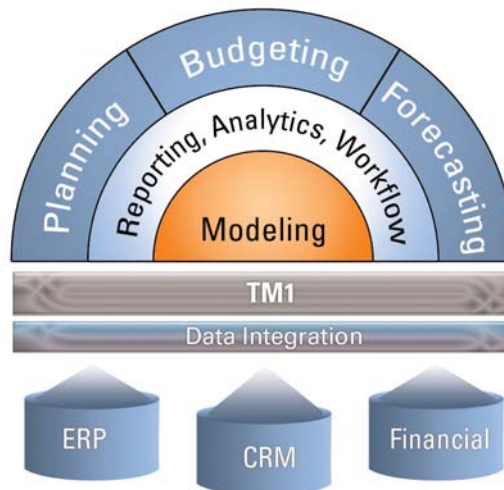 Planning
Budgeting
Forecasting
Reporting, Analytics, Workflow
Modeling
TM1
Data Integration
ERP
CRM
Financial